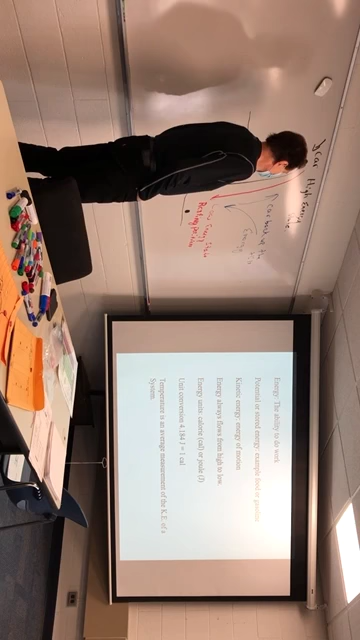 High Energy
Low Energy State
Energy: The ability to do work
Potential or stored energy: example food or gasoline
Kinetic energy: energy of motion
Energy always flows from high to low.
Energy units: calorie (cal) or joule (J)
Unit conversion 4.184 J = 1 cal
Temperature is an average measurement of the K.E. of a
System.